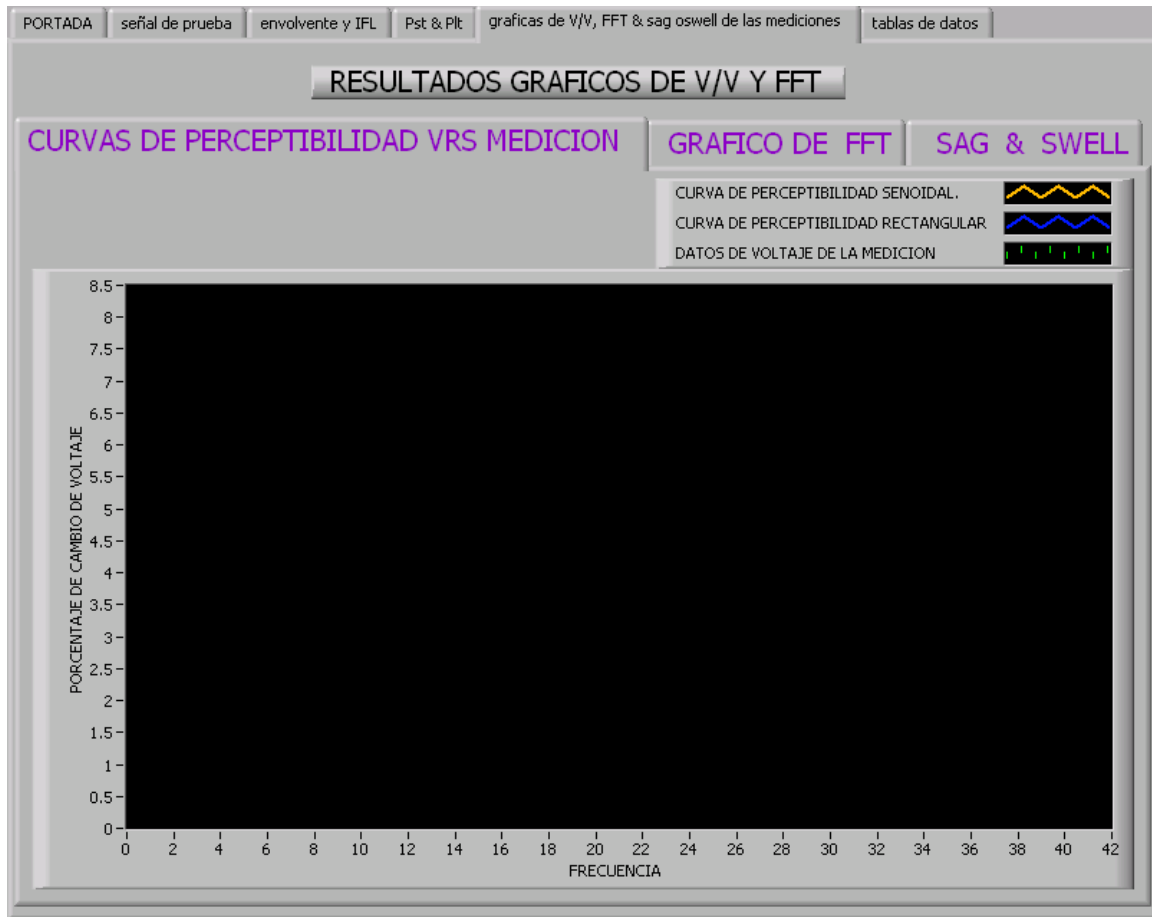 PORTADA señal de prueba envolvente y IFL Pst & Plt graficas de V/V, FFT & sag oswell de las mediciones tablas de datos
RESULTADOS GRAFICOS DE V/V Y FFT
CURVAS DE PERCEPTIBILIDAD VRS MEDICION GRAFICO DE FFT SAG & SWELL
CURVA DE PERCEPTIBILIDAD SENOIDAL.
CURVA DE PERCEPTIBILIDAD RECTANGULAR
DATOS DE VOLTAJE DE LA MEDICION
PORCENTAJE DE CAMBIO DE VOLTAJE
8.5
8
7.5
7
6.5
6
5.5
5
4.5
4
3.5
3
2.5
2
1.5
1
0.5
0
0 2 4 6 8 10 12 14 16 18 20 22 24 26 28 30 32 34 36 38 40 42
FRECUENCIA